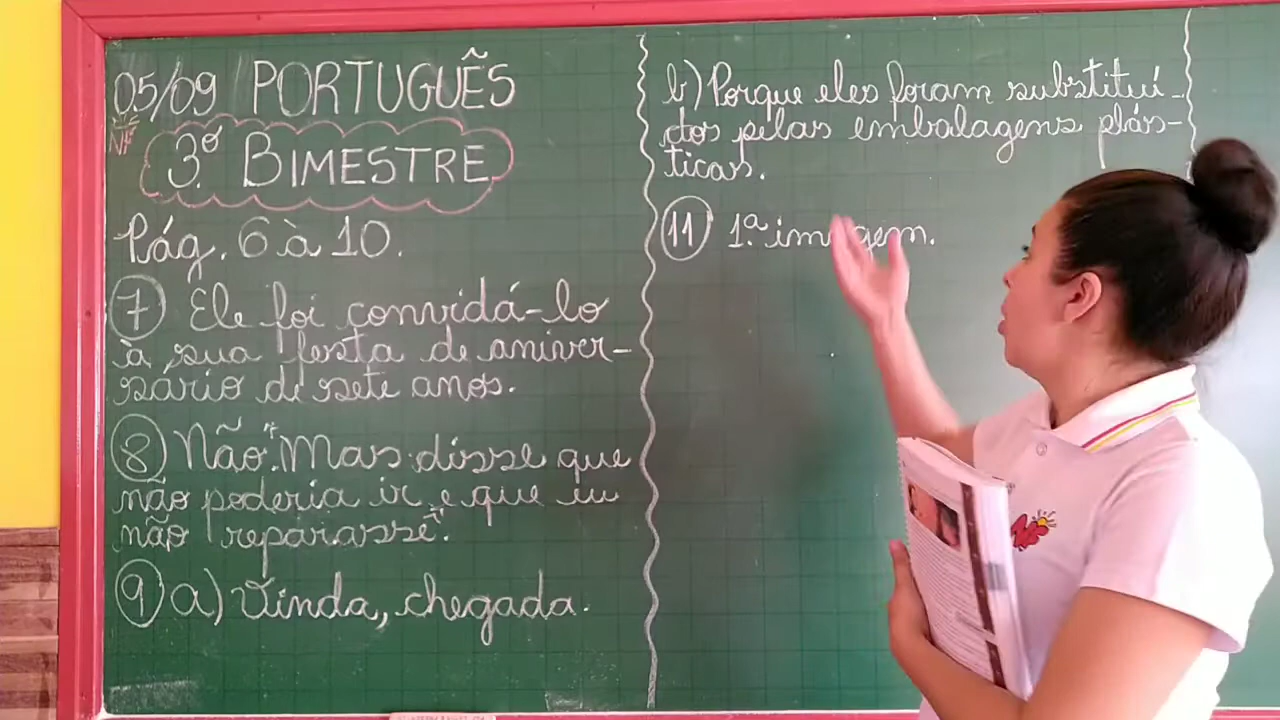 05/09 PORTUGUÊS
3º BIMESTRE
Pág. 6 à 10.
7 Ele foi convidá-lo
à sua festa de aniver-
sário de sete anos.
8 Não. "Mas disse que
não poderia ir e que eu
não reparasse".
9 a) Vinda, chegada.
b) Porque eles foram substituí-
dos pelas embalagens plás-
ticas.
11 1ª imagem.